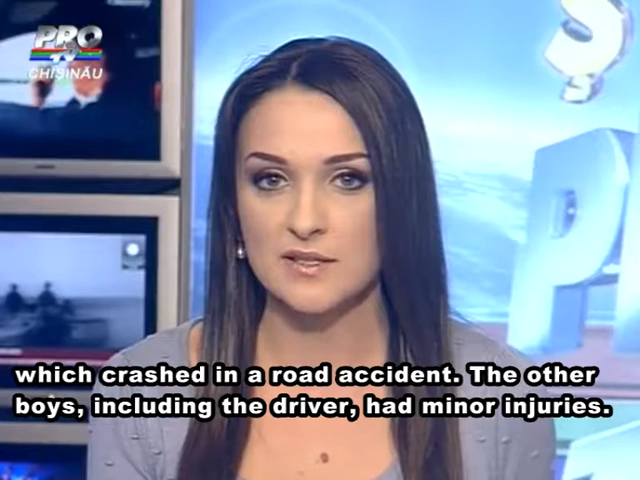 PRO
TV
CHIȘINĂU
Ș
P
which crashed in a road accident. The other
boys, including the driver, had minor injuries.